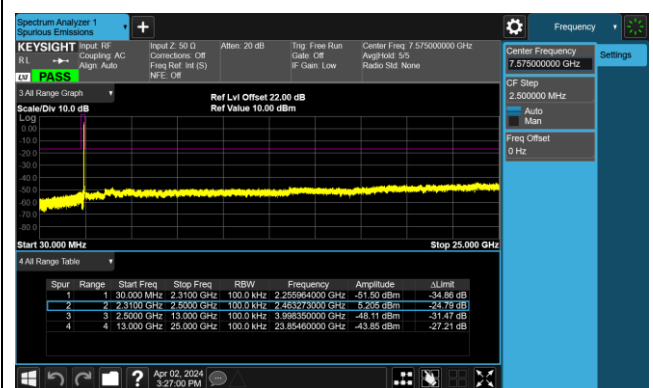 Spectrum Analyzer 1
Spurious Emissions
Frequency
KEYSIGHT Input: RF Input Z: 50 Ω Atten: 20 dB Trig: Free Run Center Freq: 7.575000000 GHz
RL Coupling: AC Corrections: Off Gate: Off Avg|Hold: 5/5
Align: Auto Freq Ref: Int (S) IF Gain: Low Radio Std: None
PASS NFE: Off
Center Frequency
7.575000000 GHz
Settings
CF Step
2.500000 MHz
Auto
Man
Freq Offset
0 Hz
3 All Range Graph
Ref Lvl Offset 22.00 dB
Scale/Div 10.0 dB Ref Value 10.00 dBm
Log
0.00
-10.0
-20.0
-30.0
-40.0
-50.0
-60.0
-70.0
-80.0
Start 30.000 MHz Stop 25.000 GHz
4 All Range Table
Spur Range Start Freq Stop Freq RBW Frequency Amplitude ΔLimit
1 1 30.000 MHz 2.3100 GHz 100.0 kHz 2.255964000 GHz -51.50 dBm -34.86 dB
2 2 2.3100 GHz 2.5000 GHz 100.0 kHz 2.463273000 GHz 5.205 dBm -24.79 dB
3 3 2.5000 GHz 13.000 GHz 100.0 kHz 3.998350000 GHz -48.11 dBm -31.47 dB
4 4 13.000 GHz 25.000 GHz 100.0 kHz 23.85460000 GHz -43.85 dBm -27.21 dB
Apr 02, 2024
3:27:00 PM